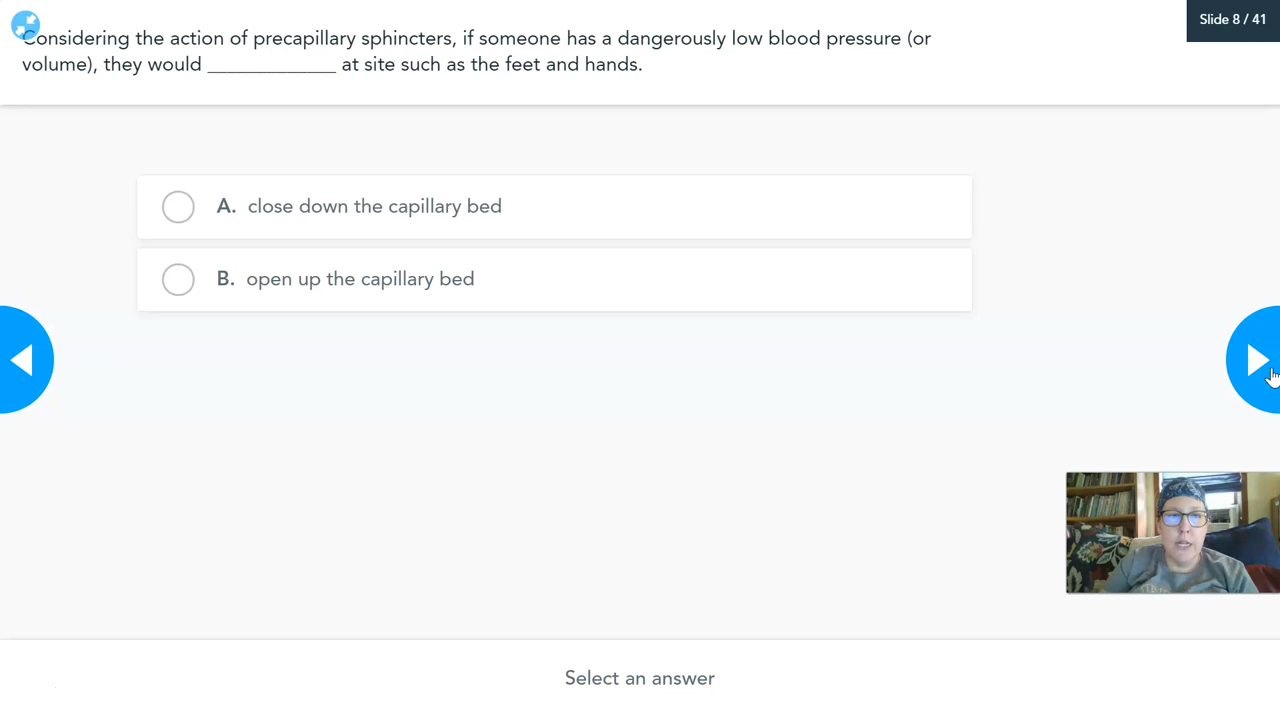 Slide 8 / 41
Considering the action of precapillary sphincters, if someone has a dangerously low blood pressure (or
volume), they would ____________ at site such as the feet and hands.
A. close down the capillary bed
B. open up the capillary bed
Select an answer